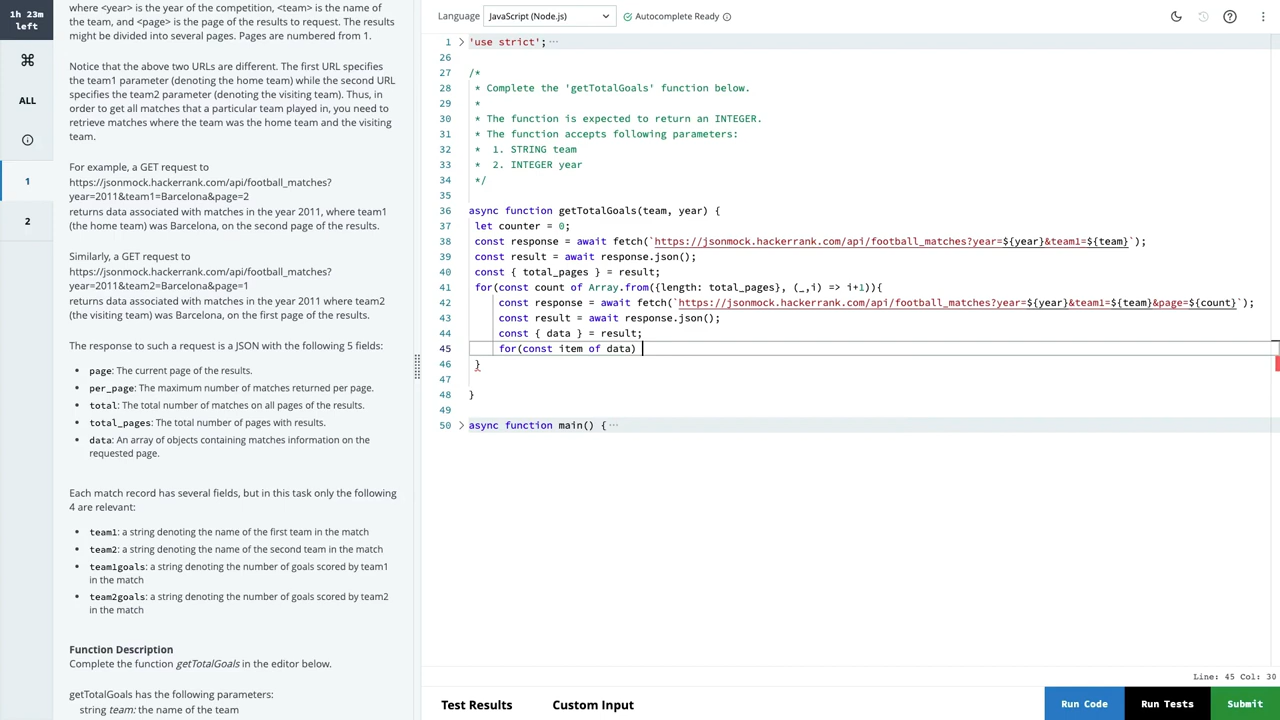 1h 23m
left
ALL
1
2
where <year> is the year of the competition, <team> is the name of
the team, and <page> is the page of the results to request. The results
might be divided into several pages. Pages are numbered from 1.
Notice that the above two URLs are different. The first URL specifies
the team1 parameter (denoting the home team) while the second URL
specifies the team2 parameter (denoting the visiting team). Thus, in
order to get all matches that a particular team played in, you need to
retrieve matches where the team was the home team and the visiting
team.
For example, a GET request to
https://jsonmock.hackerrank.com/api/football_matches?
year=2011&team1=Barcelona&page=2
returns data associated with matches in the year 2011, where team1
(the home team) was Barcelona, on the second page of the results.
Similarly, a GET request to
https://jsonmock.hackerrank.com/api/football_matches?
year=2011&team2=Barcelona&page=1
returns data associated with matches in the year 2011 where team2
(the visiting team) was Barcelona, on the first page of the results.
The response to such a request is a JSON with the following 5 fields:
page: The current page of the results.
per_page: The maximum number of matches returned per page.
total: The total number of matches on all pages of the results.
total_pages: The total number of pages with results.
data: An array of objects containing matches information on the
requested page.
Each match record has several fields, but in this task only the following
4 are relevant:
team1: a string denoting the name of the first team in the match
team2: a string denoting the name of the second team in the match
team1goals: a string denoting the number of goals scored by team1
in the match
team2goals: a string denoting the number of goals scored by team2
in the match
Function Description
Complete the function getTotalGoals in the editor below.
getTotalGoals has the following parameters:
string team: the name of the team
Language JavaScript (Node.js) Autocomplete Ready
1 'use strict'; ⋯
26
27 /*
28 * Complete the 'getTotalGoals' function below.
29 *
30 * The function is expected to return an INTEGER.
31 * The function accepts following parameters:
32 * 1. STRING team
33 * 2. INTEGER year
34 */
35
36 async function getTotalGoals(team, year) {
37 let counter = 0;
38 const response = await fetch(`https://jsonmock.hackerrank.com/api/football_matches?year=${year}&team1=${team}`);
39 const result = await response.json();
40 const { total_pages } = result;
41 for(const count of Array.from({length: total_pages}, (_,i) => i+1)){
42 const response = await fetch(`https://jsonmock.hackerrank.com/api/football_matches?year=${year}&team1=${team}&page=${count}`);
43 const result = await response.json();
44 const { data } = result;
45 for(const item of data)
46 }
47
48 }
49
50 async function main() { ⋯
Line: 45 Col: 30
Test Results Custom Input Run Code Run Tests Submit